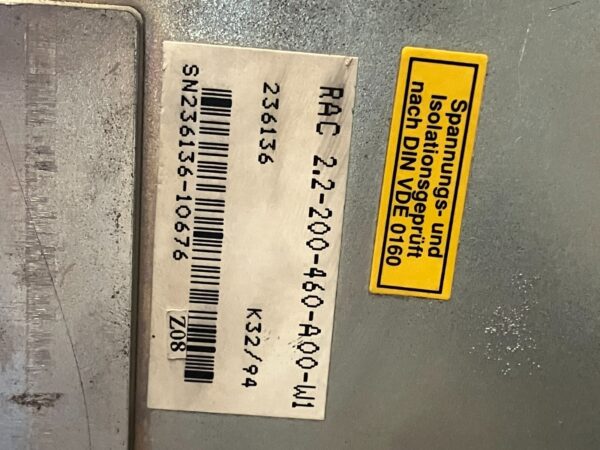 RAC 2.2-200-460-A00-W1
236136
K32/94
SN236136-10676
Z08
Spannungs- und
Isolationsgeprüft
nach DIN VDE 0160